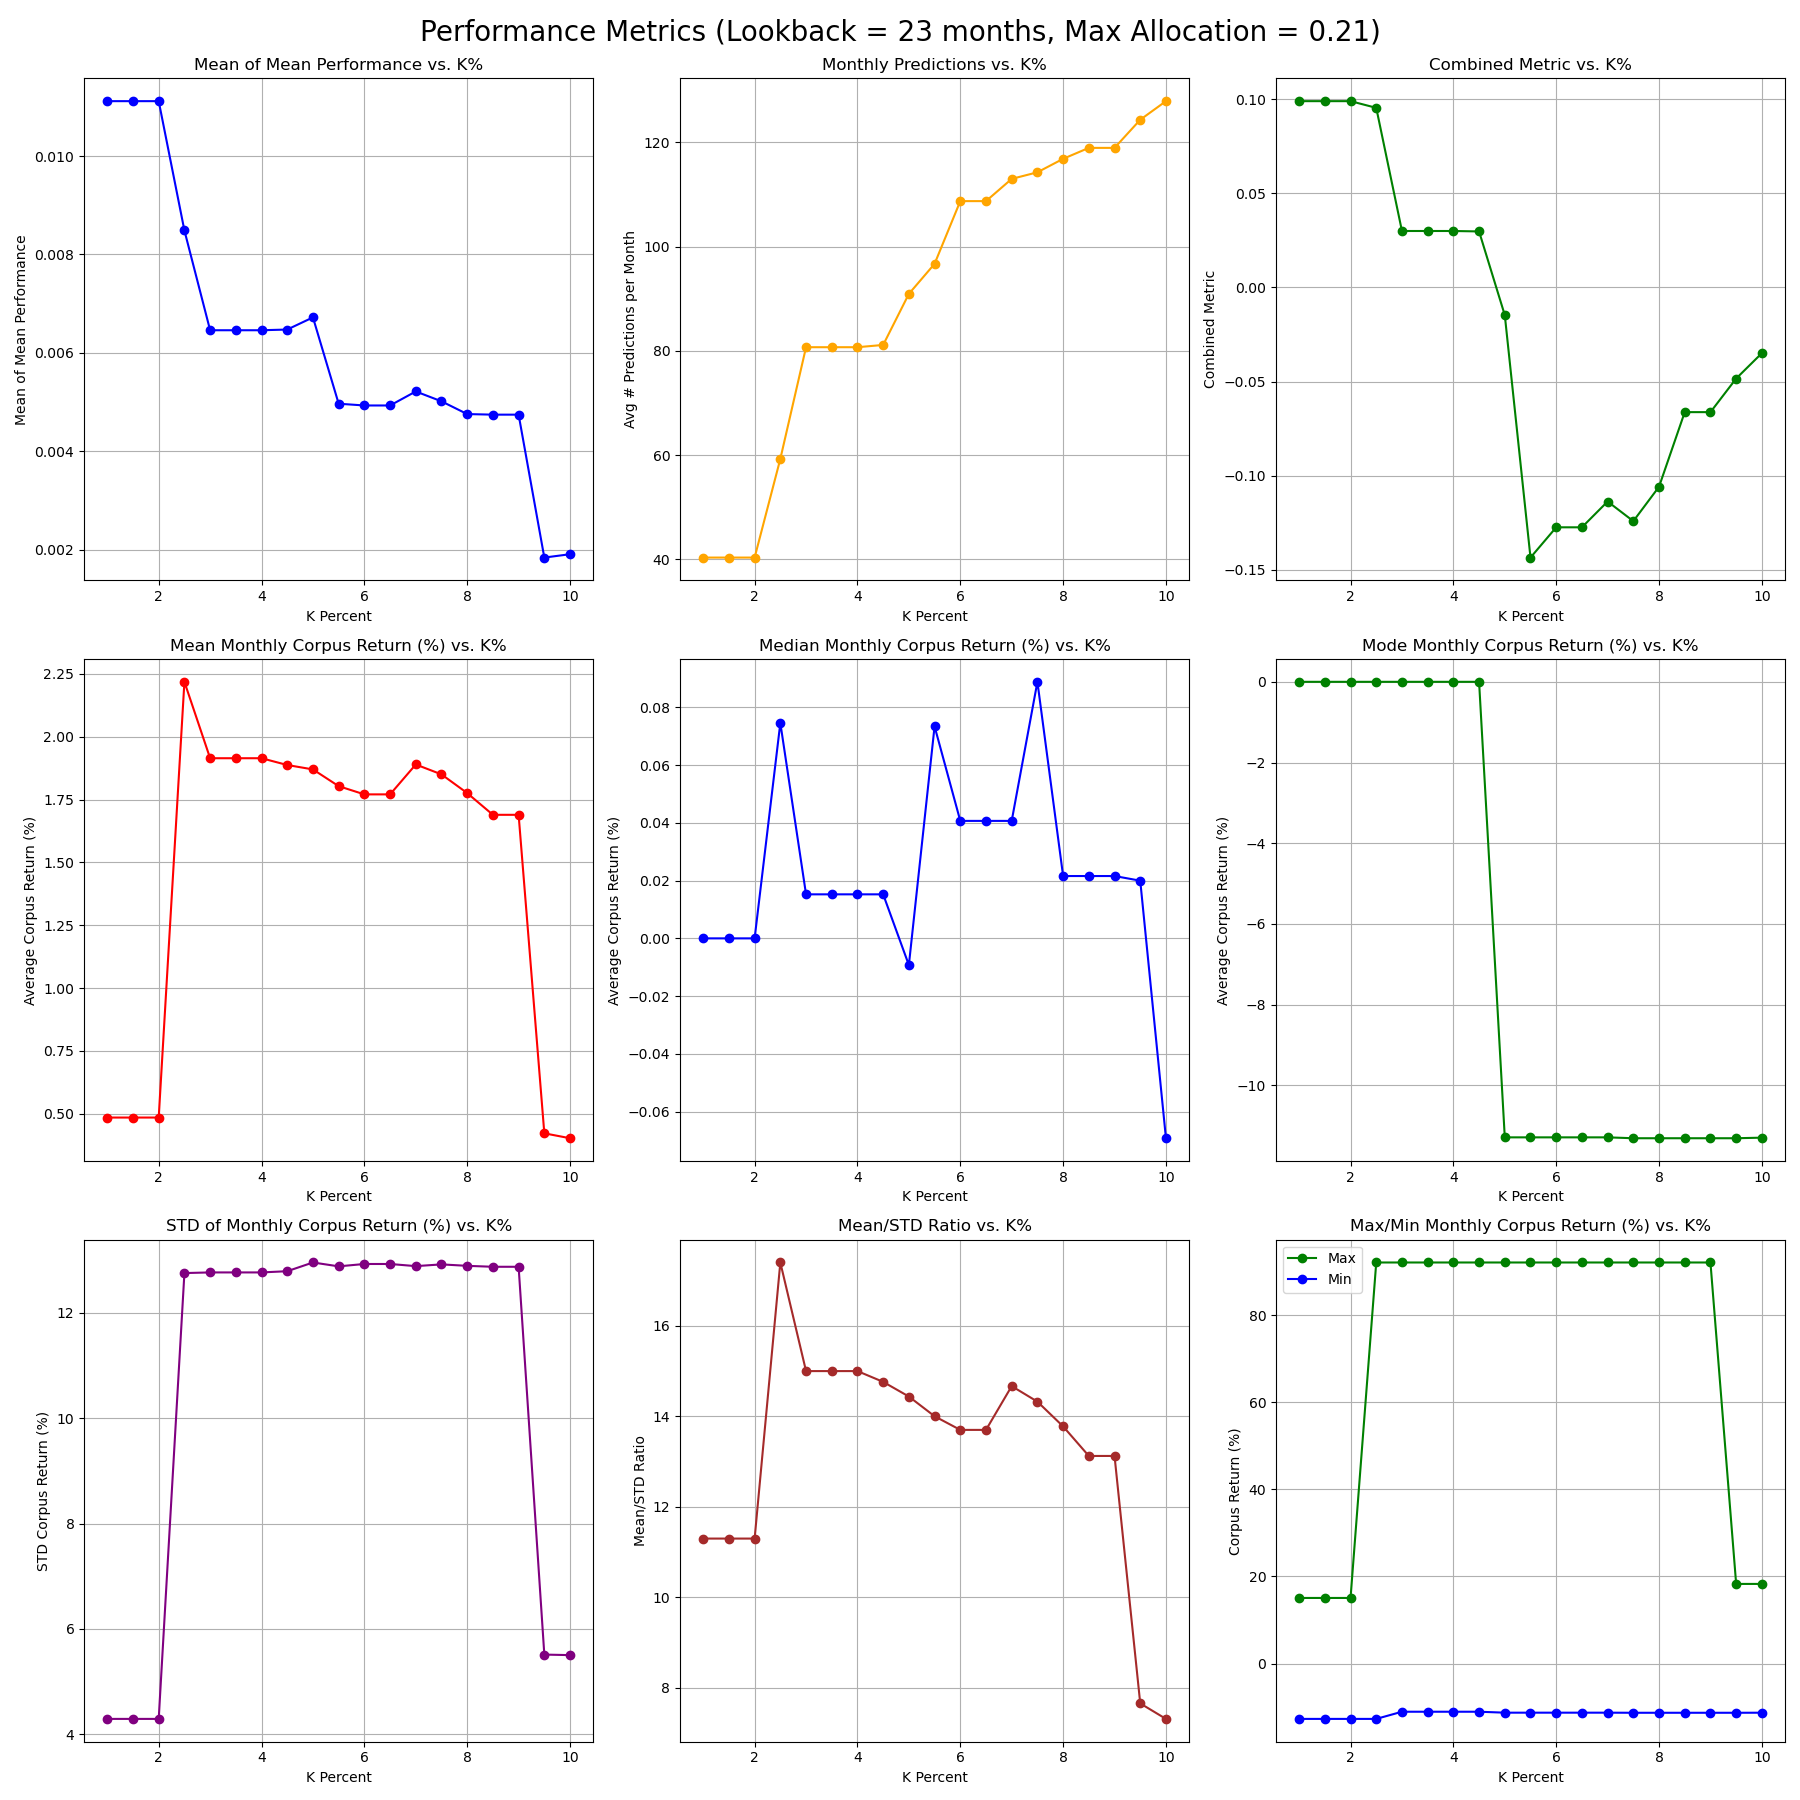 Performance Metrics (Lookback = 23 months, Max Allocation = 0.21)
Mean of Mean Performance vs. K%
Mean of Mean Performance
0.010
0.008
0.006
0.004
0.002
2 4 6 8 10
K Percent
Monthly Predictions vs. K%
Avg # Predictions per Month
120
100
80
60
40
2 4 6 8 10
K Percent
Combined Metric vs. K%
Combined Metric
0.10
0.05
0.00
−0.05
−0.10
−0.15
2 4 6 8 10
K Percent
Mean Monthly Corpus Return (%) vs. K%
Average Corpus Return (%)
2.25
2.00
1.75
1.50
1.25
1.00
0.75
0.50
2 4 6 8 10
K Percent
Median Monthly Corpus Return (%) vs. K%
Average Corpus Return (%)
0.08
0.06
0.04
0.02
0.00
−0.02
−0.04
−0.06
2 4 6 8 10
K Percent
Mode Monthly Corpus Return (%) vs. K%
Average Corpus Return (%)
0
−2
−4
−6
−8
−10
2 4 6 8 10
K Percent
STD of Monthly Corpus Return (%) vs. K%
STD Corpus Return (%)
12
10
8
6
4
2 4 6 8 10
K Percent
Mean/STD Ratio vs. K%
Mean/STD Ratio
16
14
12
10
8
2 4 6 8 10
K Percent
Max/Min Monthly Corpus Return (%) vs. K%
Max
Min
Corpus Return (%)
80
60
40
20
0
2 4 6 8 10
K Percent